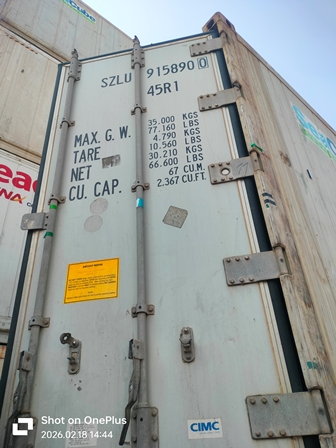 SZLU 915890 0
45R1
MAX. G. W. 35.000 KGS
77.160 LBS
TARE 4.790 KGS
10.560 LBS
NET 30.210 KGS
66.600 LBS
CU. CAP. 67 CU.M.
2.367 CU.FT.
CIMC
Shot on OnePlus
2026.02.18 14:44